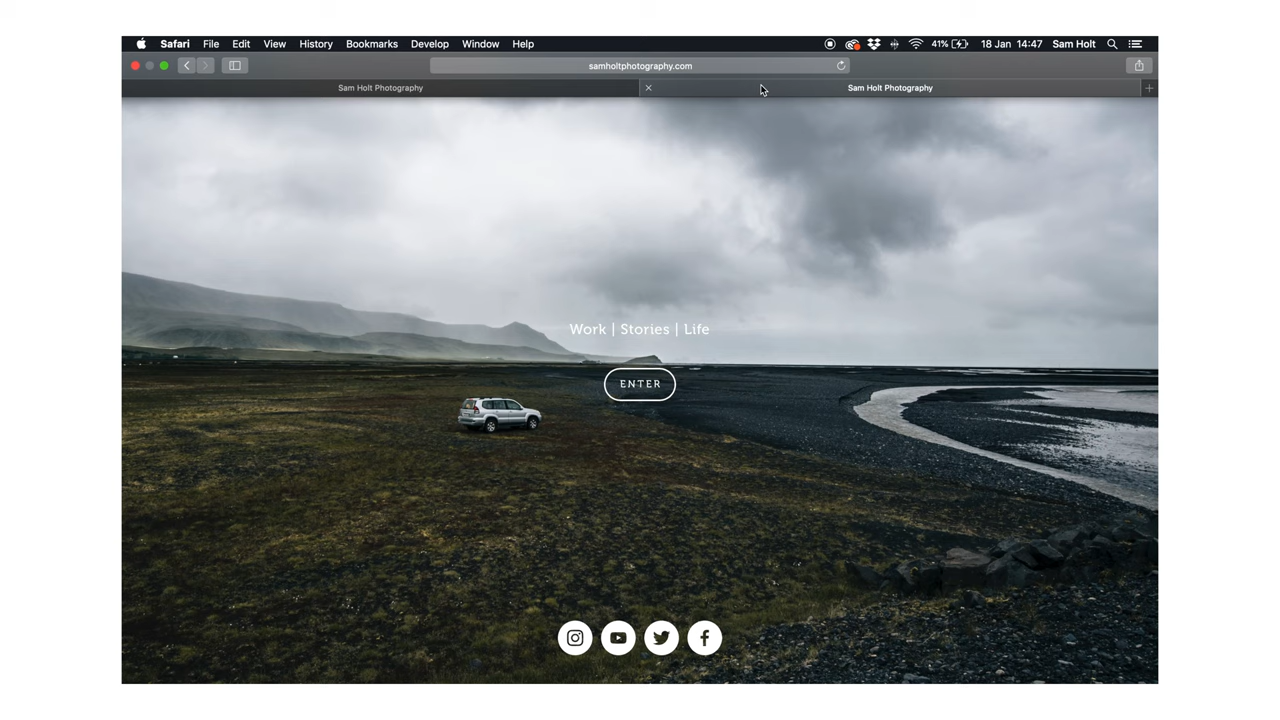 Safari File Edit View History Bookmarks Develop Window Help 41% 18 Jan 14:47 Sam Holt
samholtphotography.com
Sam Holt Photography Sam Holt Photography
Work | Stories | Life
ENTER